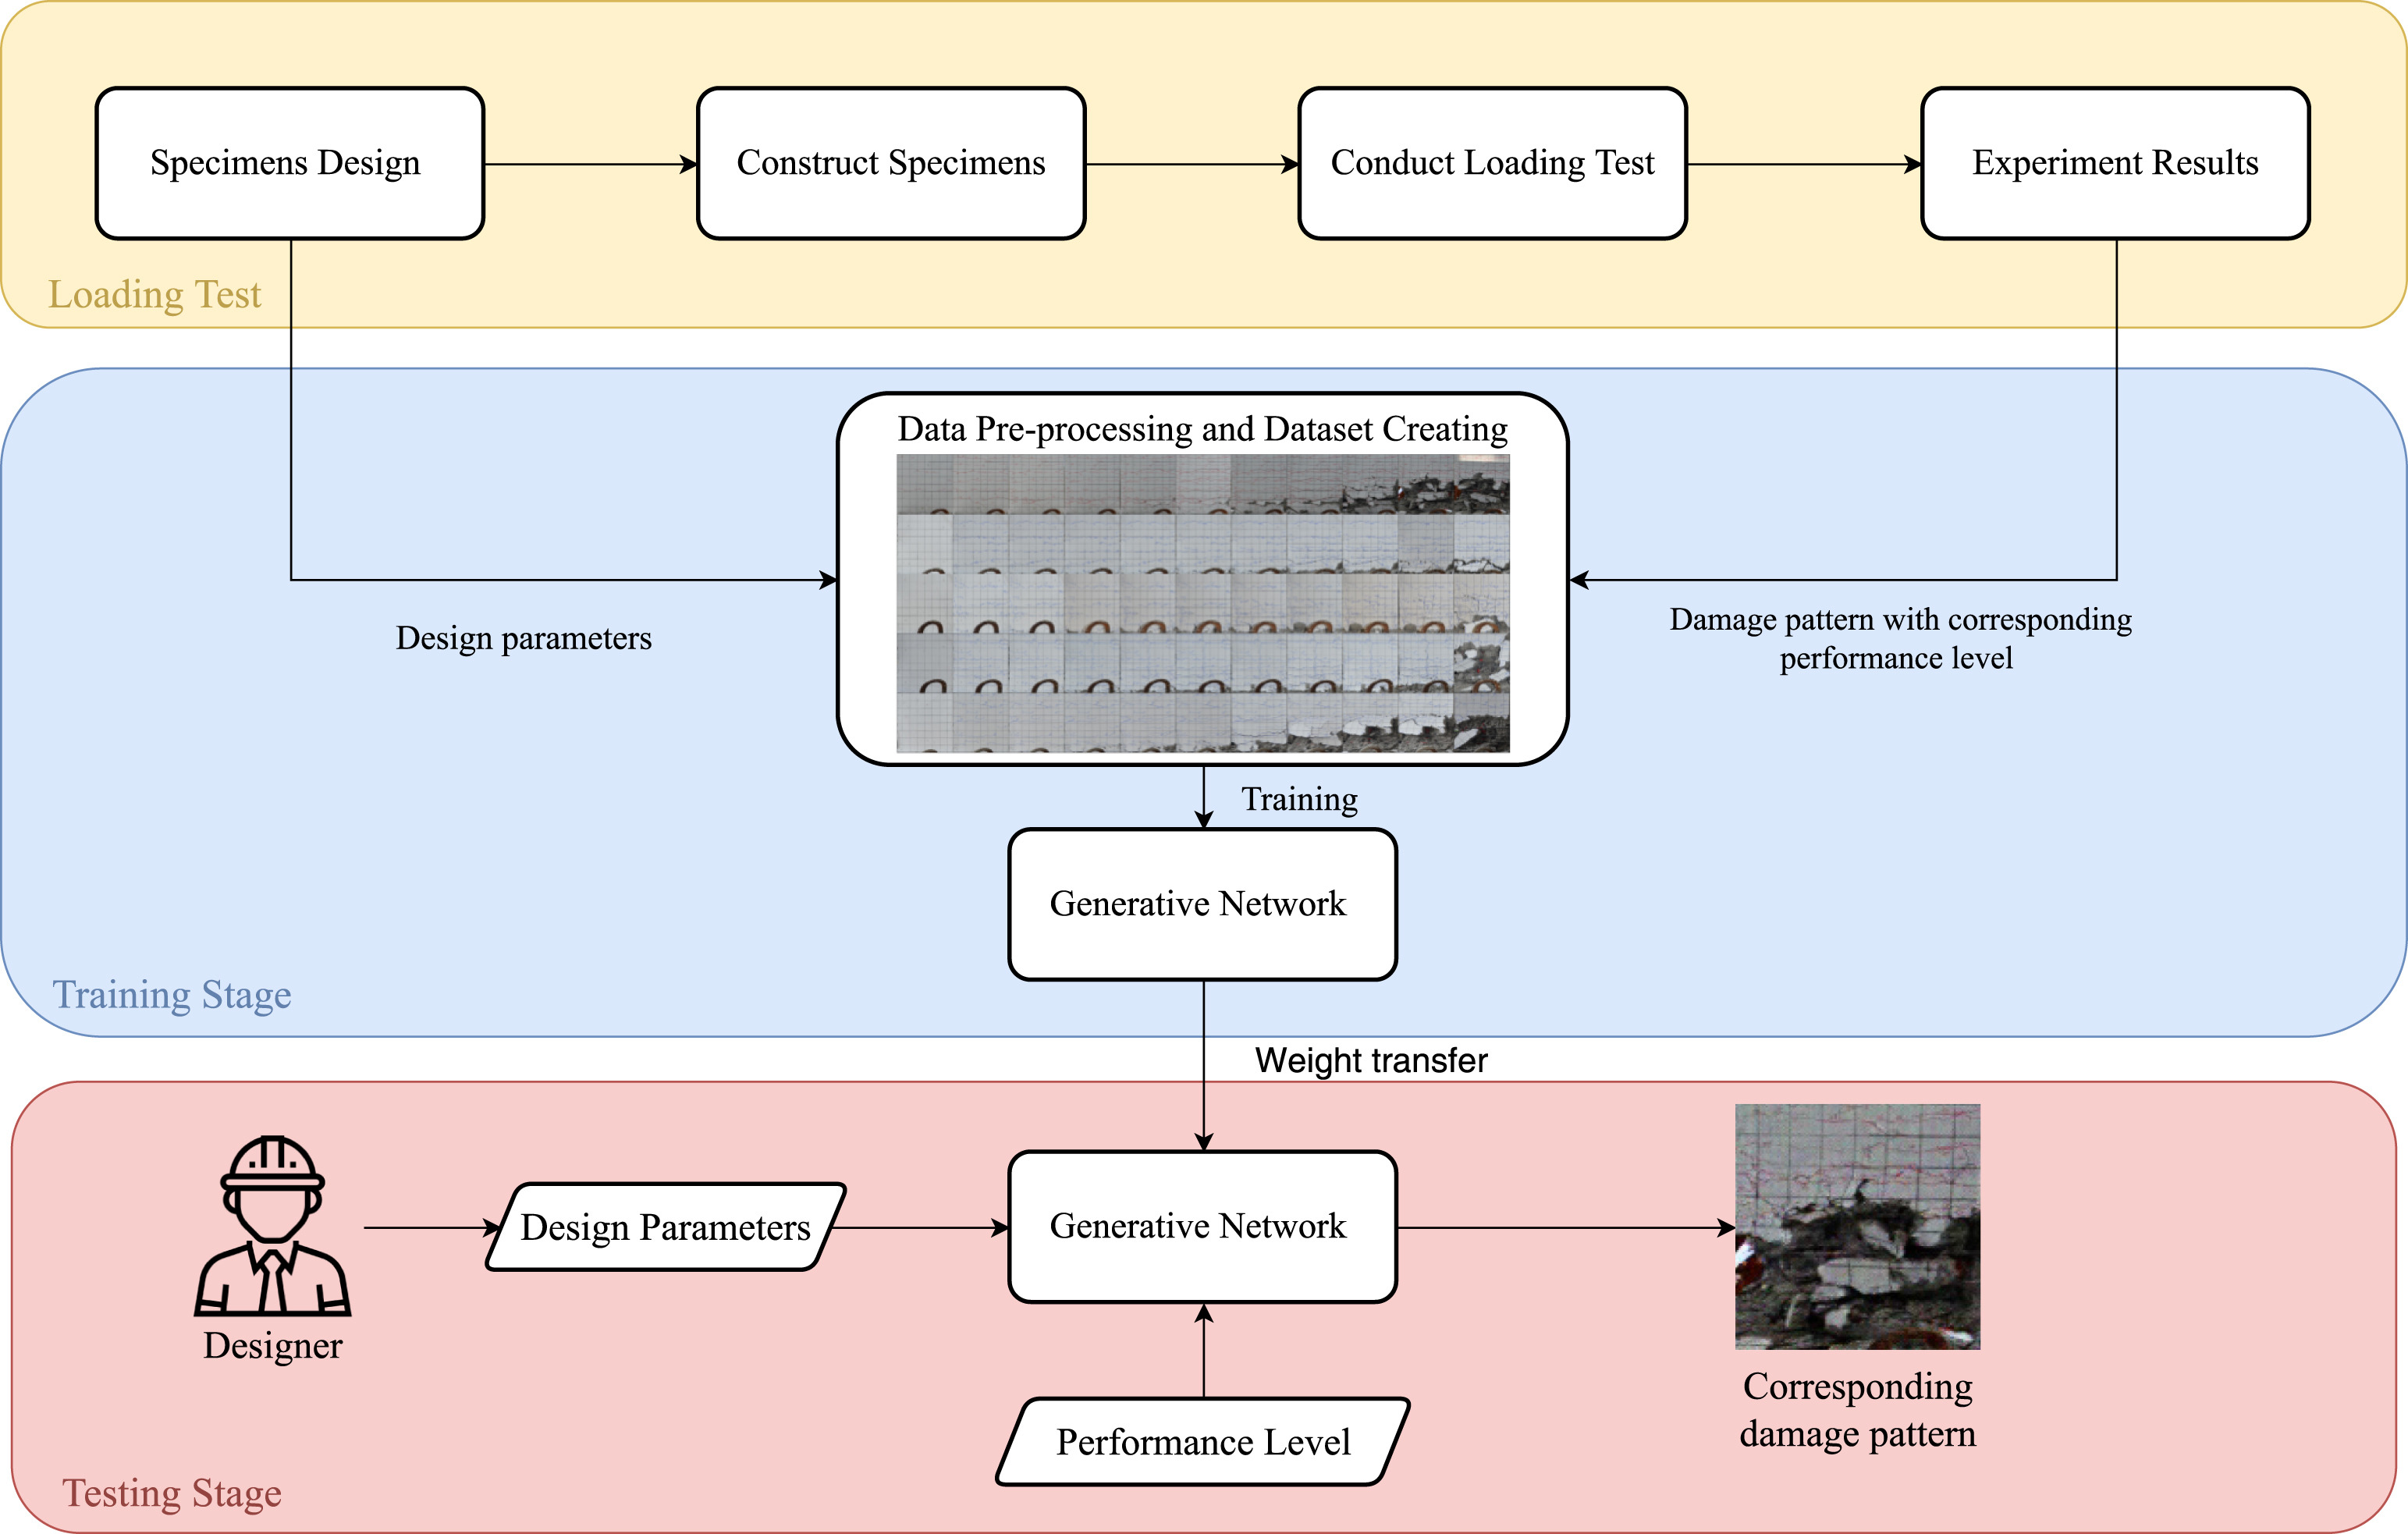 Specimens Design
Construct Specimens
Conduct Loading Test
Experiment Results
Loading Test
Data Pre-processing and Dataset Creating
Design parameters
Damage pattern with corresponding
performance level
Training
Generative Network
Training Stage
Weight transfer
Designer
Design Parameters
Generative Network
Performance Level
Corresponding
damage pattern
Testing Stage